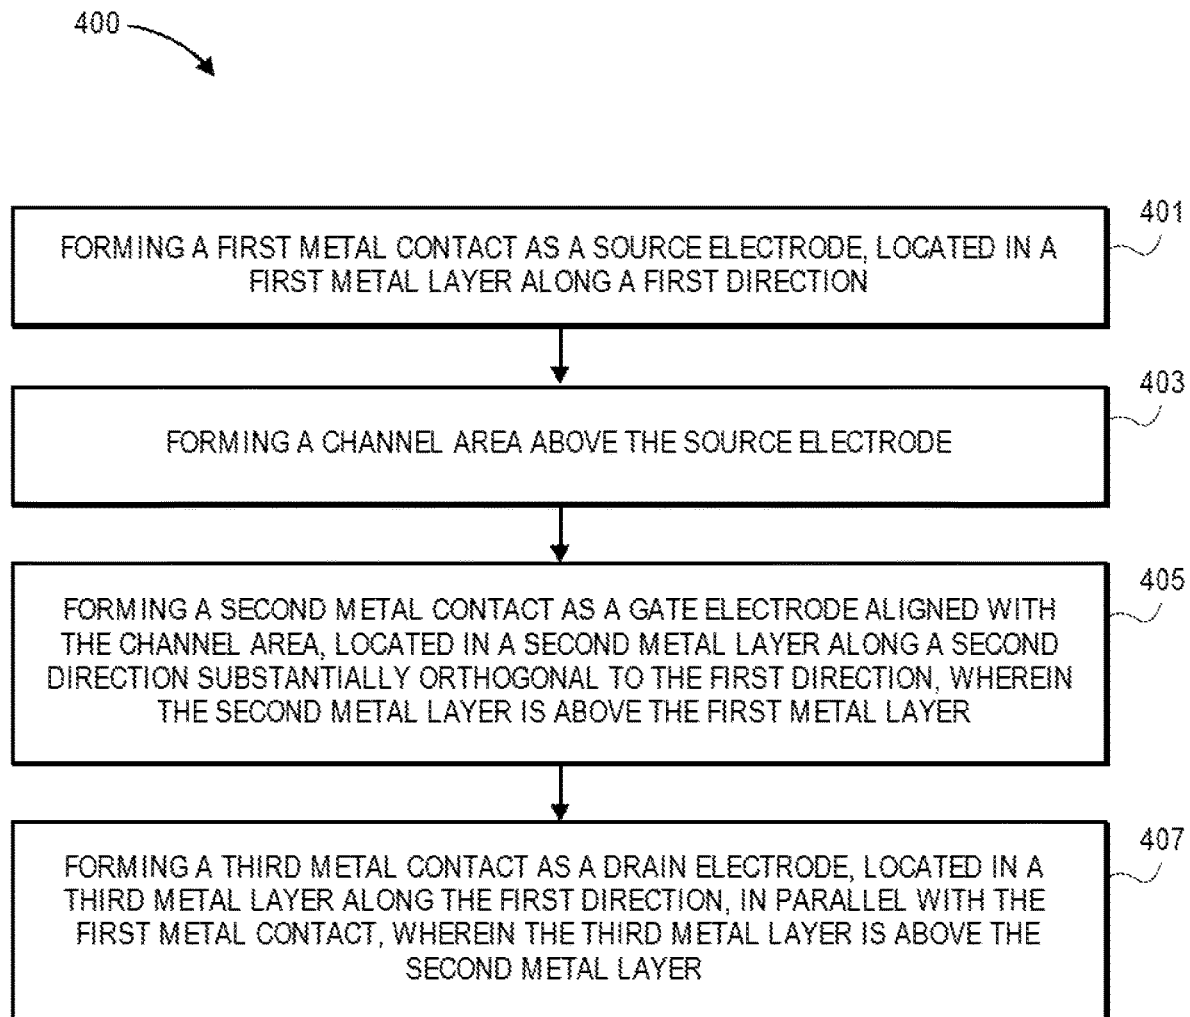 400
401
FORMING A FIRST METAL CONTACT AS A SOURCE ELECTRODE, LOCATED IN A
FIRST METAL LAYER ALONG A FIRST DIRECTION
403
FORMING A CHANNEL AREA ABOVE THE SOURCE ELECTRODE
405
FORMING A SECOND METAL CONTACT AS A GATE ELECTRODE ALIGNED WITH
THE CHANNEL AREA, LOCATED IN A SECOND METAL LAYER ALONG A SECOND
DIRECTION SUBSTANTIALLY ORTHOGONAL TO THE FIRST DIRECTION, WHEREIN
THE SECOND METAL LAYER IS ABOVE THE FIRST METAL LAYER
407
FORMING A THIRD METAL CONTACT AS A DRAIN ELECTRODE, LOCATED IN A
THIRD METAL LAYER ALONG THE FIRST DIRECTION, IN PARALLEL WITH THE
FIRST METAL CONTACT, WHEREIN THE THIRD METAL LAYER IS ABOVE THE
SECOND METAL LAYER